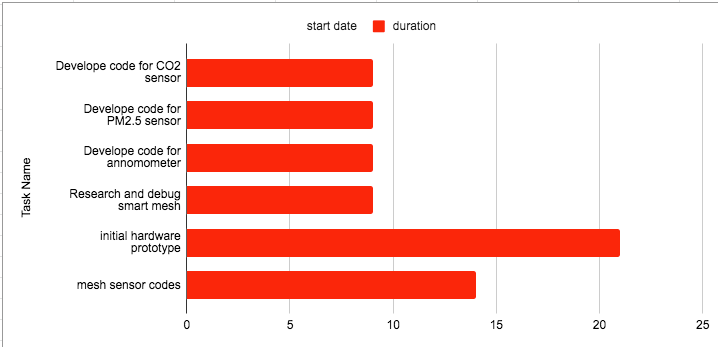 start date
duration
Develope code for CO2
sensor
Develope code for
PM2.5 sensor
Develope code for
annomometer
Research and debug
smart mesh
initial hardware
prototype
mesh sensor codes
Task Name
0 5 10 15 20 25